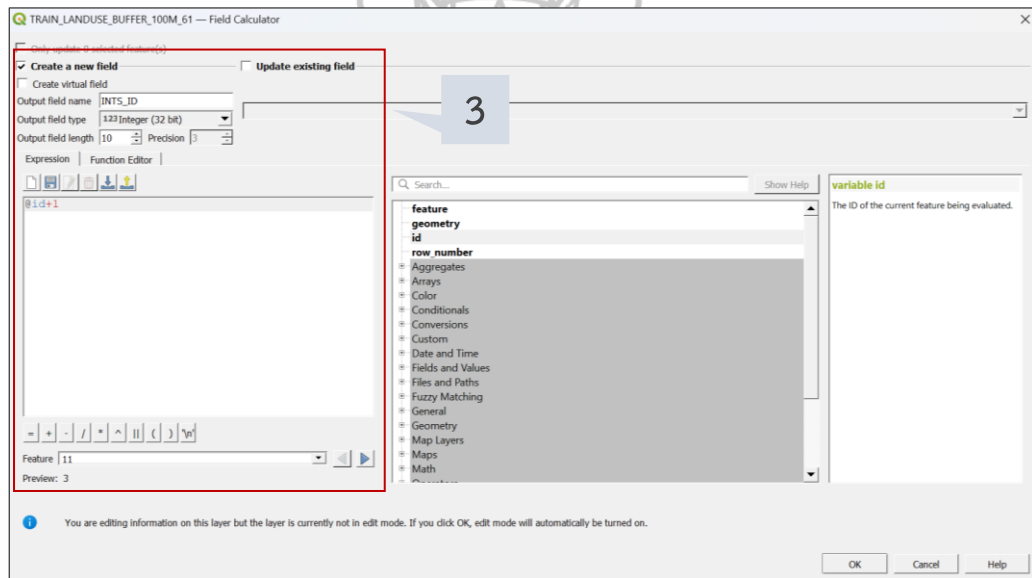 TRAIN_LANDUSE_BUFFER_100M_61 — Field Calculator
Only update 0 selected feature(s)
Create a new field
Update existing field
Create virtual field
Output field name INTS_ID
Output field type 123 Integer (32 bit)
Output field length 10 Precision 3
3
Expression Function Editor
@id+1
= + - / * ^ || ( ) '\n'
Feature 11
Preview: 3
Search... Show Help
feature
geometry
id
row_number
Aggregates
Arrays
Color
Conditionals
Conversions
Custom
Date and Time
Fields and Values
Files and Paths
Fuzzy Matching
General
Geometry
Map Layers
Maps
Math
variable id
The ID of the current feature being evaluated.
You are editing information on this layer but the layer is currently not in edit mode. If you click OK, edit mode will automatically be turned on.
OK Cancel Help